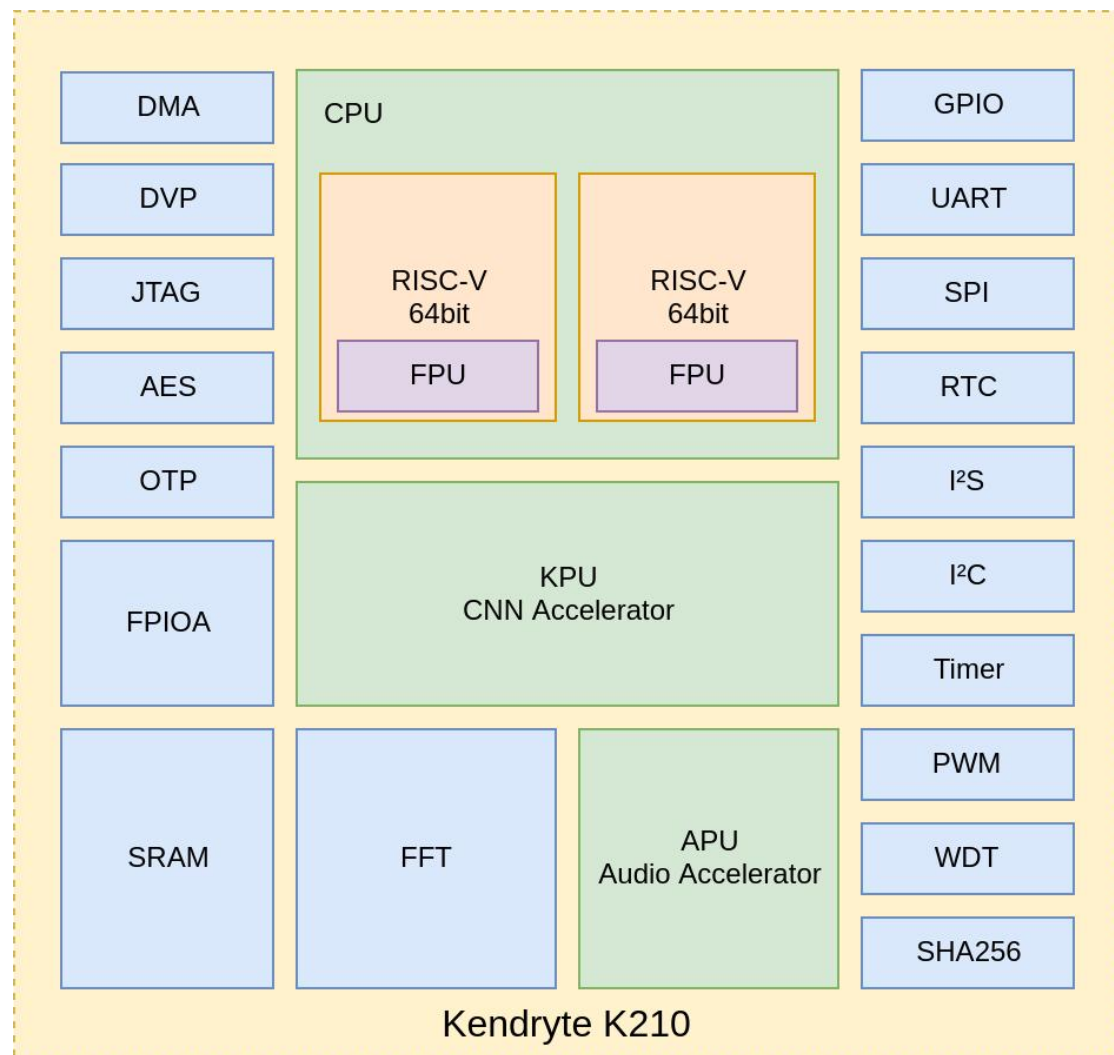 DMA
DVP
JTAG
AES
OTP
FPIOA
SRAM
CPU
RISC-V
64bit
FPU
RISC-V
64bit
FPU
KPU
CNN Accelerator
FFT
APU
Audio Accelerator
GPIO
UART
SPI
RTC
I²S
I²C
Timer
PWM
WDT
SHA256
Kendryte K210